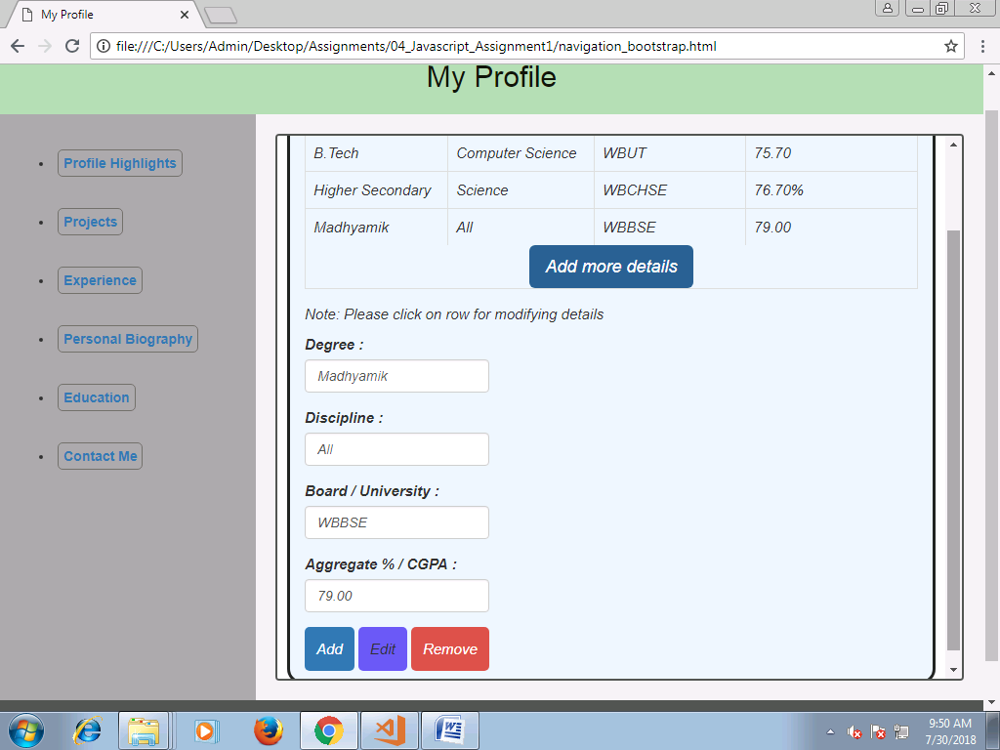 My Profile
file:///C:/Users/Admin/Desktop/Assignments/04_Javascript_Assignment1/navigation_bootstrap.html
My Profile
Profile Highlights
Projects
Experience
Personal Biography
Education
Contact Me
B.Tech Computer Science WBUT 75.70
Higher Secondary Science WBCHSE 76.70%
Madhyamik All WBBSE 79.00
Add more details
Note: Please click on row for modifying details
Degree :
Madhyamik
Discipline :
All
Board / University :
WBBSE
Aggregate % / CGPA :
79.00
Add Edit Remove
9:50 AM
7/30/2018